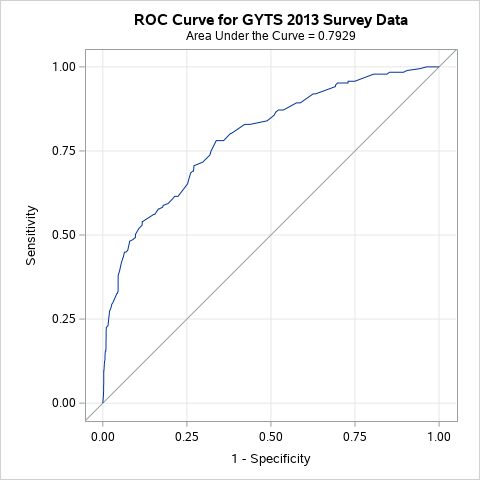 ROC Curve for GYTS 2013 Survey Data
Area Under the Curve = 0.7929
1.00
0.75
0.50
0.25
0.00
Sensitivity
0.00 0.25 0.50 0.75 1.00
1 - Specificity